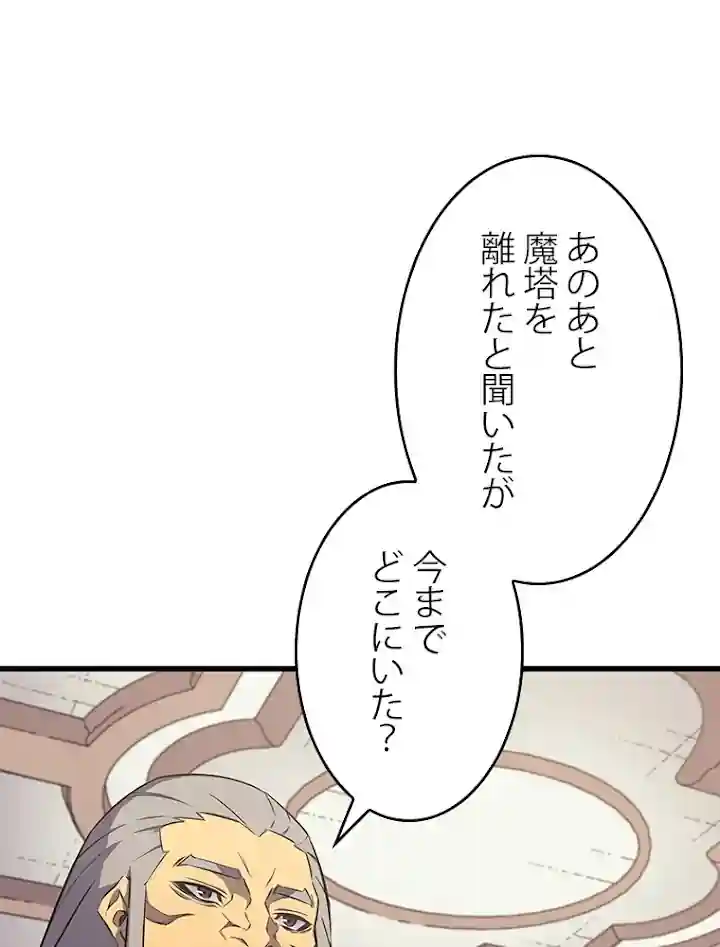 あのあと
魔塔を
離れたと聞いたが
今まで
どこにいた？